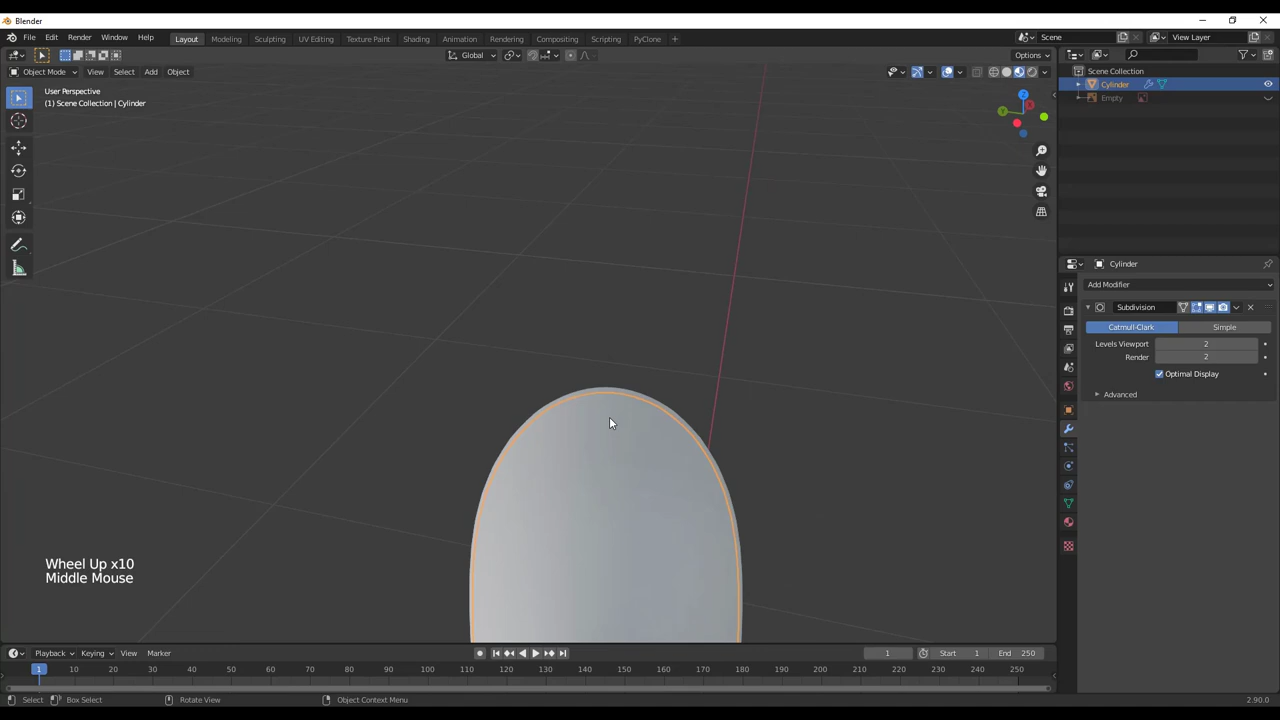 Blender
File Edit Render Window Help Layout Modeling Sculpting UV Editing Texture Paint Shading Animation Rendering Compositing Scripting PyClone + Scene View Layer
Global Options
Object Mode View Select Add Object
Scene Collection
User Perspective
(1) Scene Collection | Cylinder
Cylinder
Empty
Z
Y
X
Cylinder
Add Modifier
Subdivision
Catmull-Clark Simple
Levels Viewport 2
Render 2
Optimal Display
Advanced
Wheel Up x10
Middle Mouse
Playback Keying View Marker 1 Start 1 End 250
1 10 20 30 40 50 60 70 80 90 100 110 120 130 140 150 160 170 180 190 200 210 220 230 240 250
Select Box Select Rotate View Object Context Menu 2.90.0